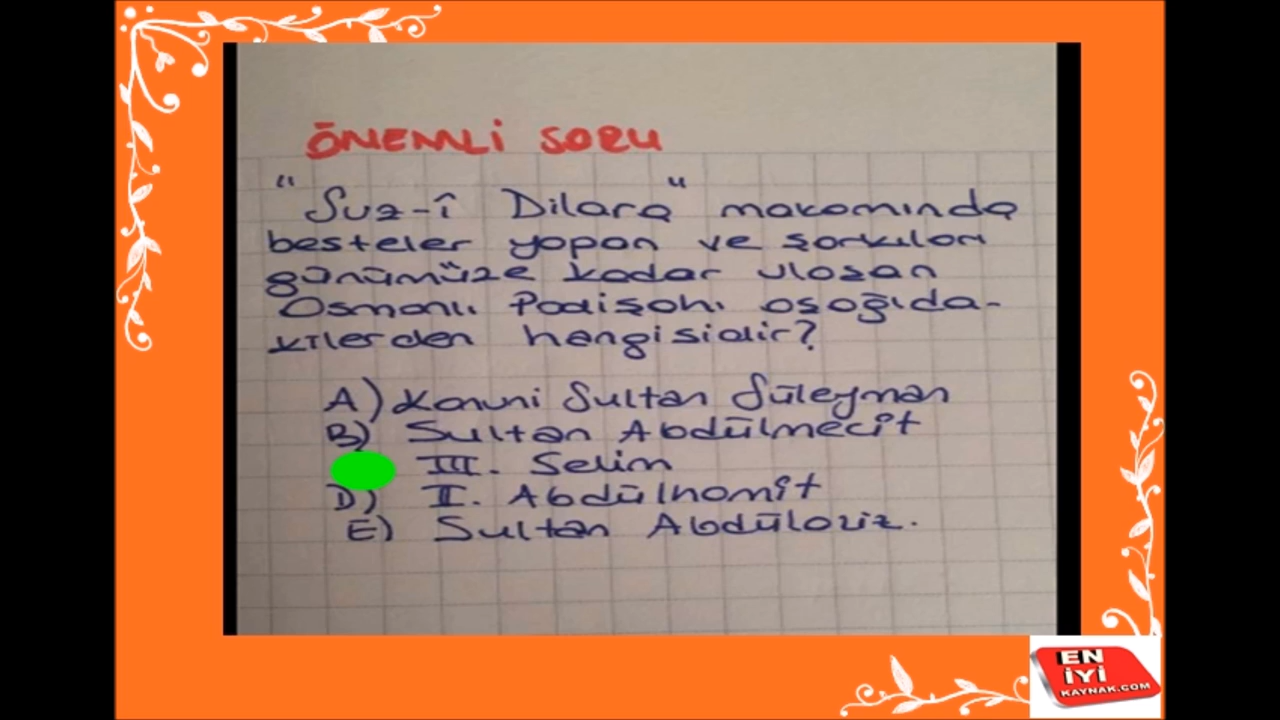 ÖNEMLİ SORU
"Suz-î Dilara" makamında
besteler yapan ve şarkıları
günümüze kadar ulaşan
Osmanlı Padişahı aşağıda-
kilerden hangisidir?
A) Kanuni Sultan Süleyman
B) Sultan Abdülmecit
III. Selim
D) II. Abdülhamit
E) Sultan Abdülaziz.
EN
İYİ
KAYNAK.COM